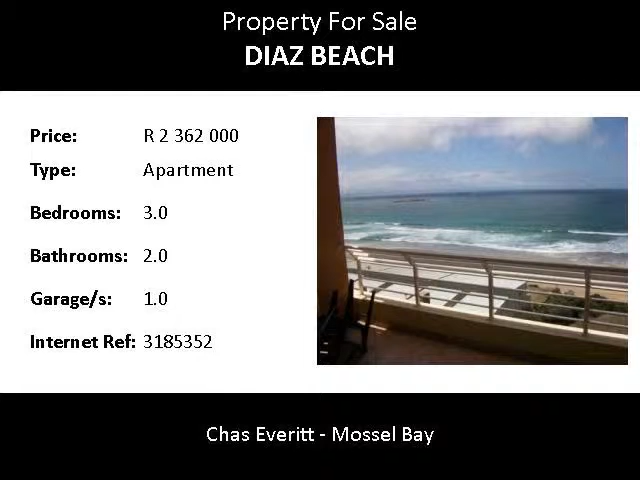 Property For Sale
DIAZ BEACH
Price: R 2 362 000
Type: Apartment
Bedrooms: 3.0
Bathrooms: 2.0
Garage/s: 1.0
Internet Ref: 3185352
Chas Everitt - Mossel Bay